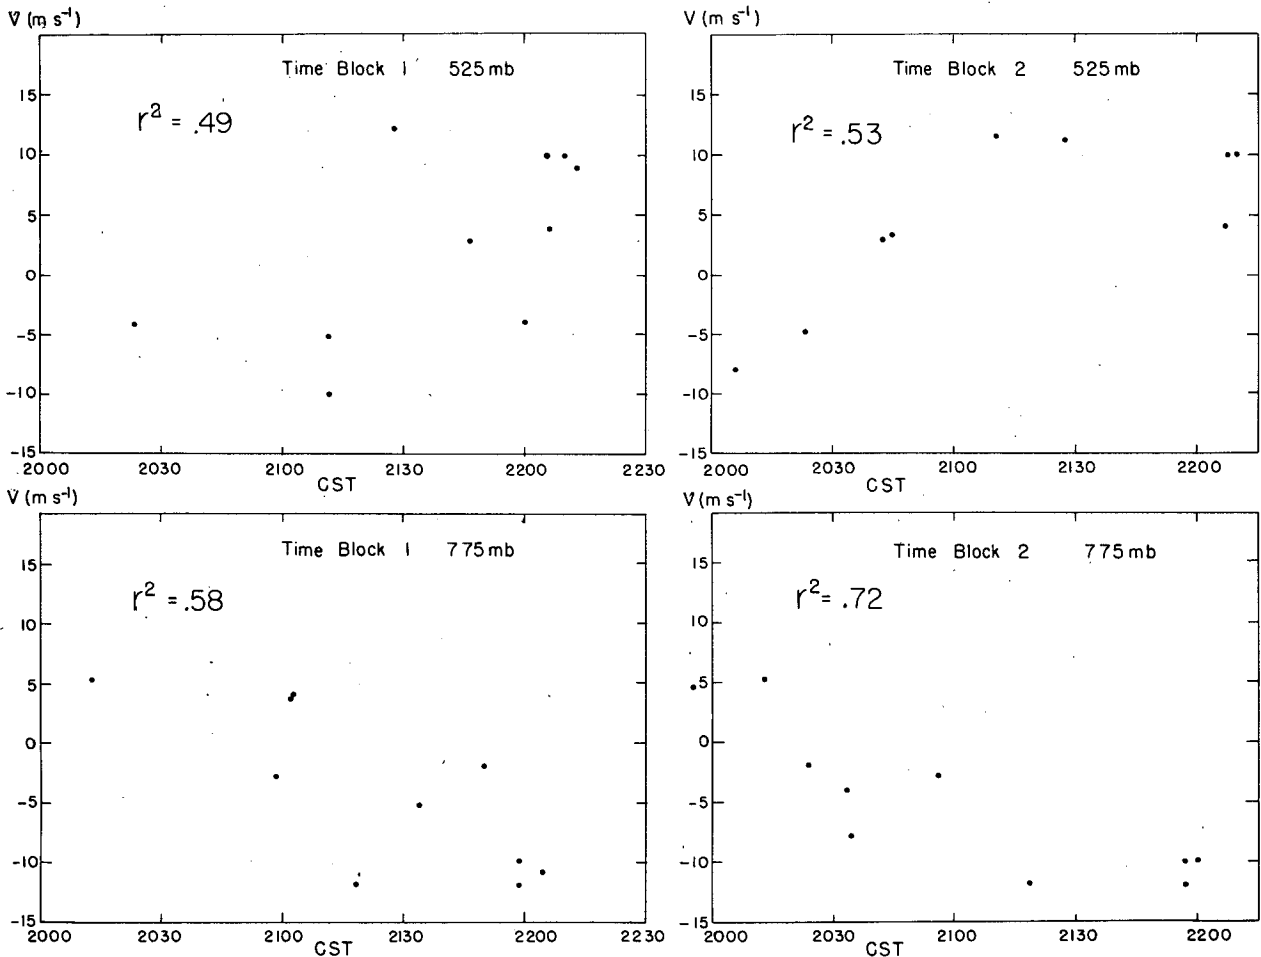 V (m s⁻¹)
Time Block 1 525 mb
r² = .49
15
10
5
0
-5
-10
-15
2000 2030 2100 2130 2200 2230
CST
V (m s⁻¹)
Time Block 2 525 mb
r² = .53
15
10
5
0
-5
-10
-15
2000 2030 2100 2130 2200
CST
V (m s⁻¹)
Time Block 1 775 mb
r² = .58
15
10
5
0
-5
-10
-15
2000 2030 2100 2130 2200 2230
CST
V (m s⁻¹)
Time Block 2 775 mb
r² = .72
15
10
5
0
-5
-10
-15
2000 2030 2100 2130 2200
CST